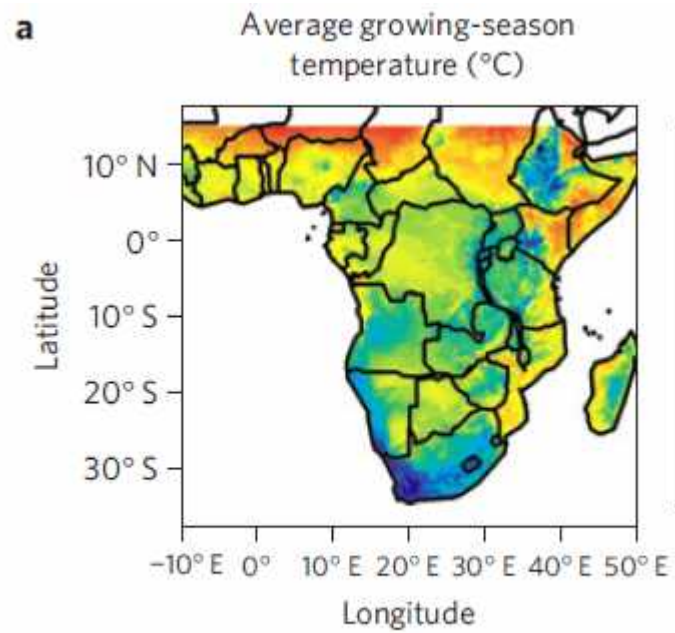 a
Average growing-season
temperature (°C)
10° N
0°
10° S
20° S
30° S
Latitude
−10° E 0° 10° E 20° E 30° E 40° E 50° E
Longitude